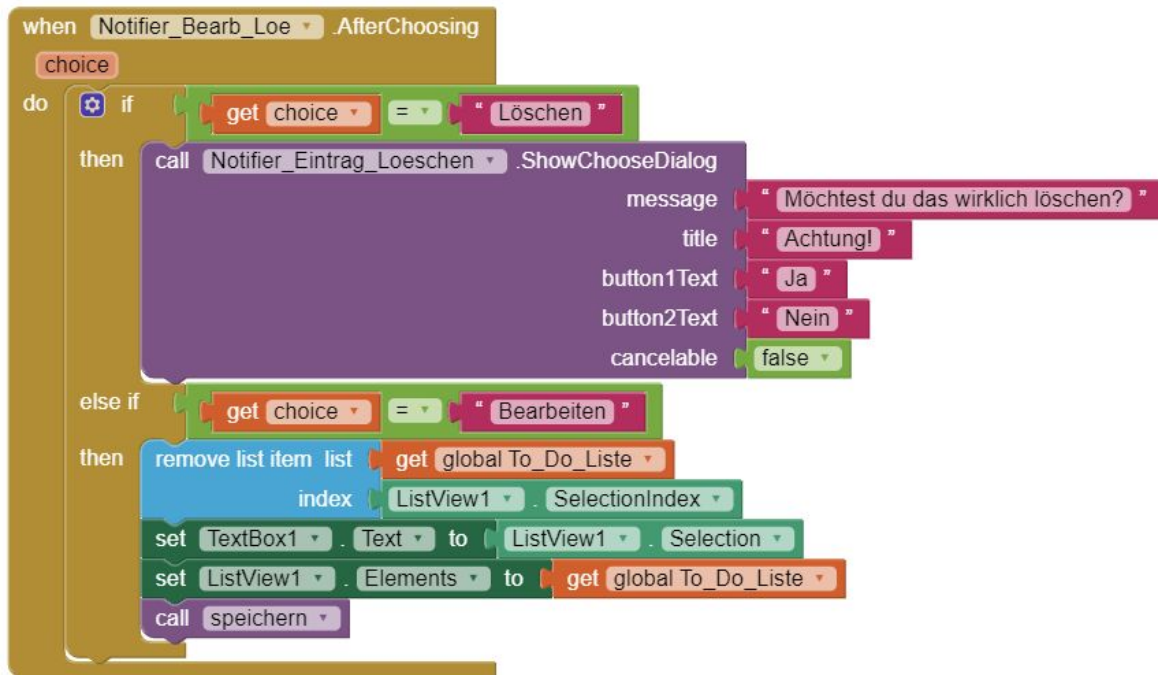 when Notifier_Bearb_Loe .AfterChoosing
choice
do if get choice = " Löschen "
then call Notifier_Eintrag_Loeschen .ShowChooseDialog
message " Möchtest du das wirklich löschen? "
title " Achtung! "
button1Text " Ja "
button2Text " Nein "
cancelable false
else if get choice = " Bearbeiten "
then remove list item list get global To_Do_Liste
index ListView1 . SelectionIndex
set TextBox1 . Text to ListView1 . Selection
set ListView1 . Elements to get global To_Do_Liste
call speichern